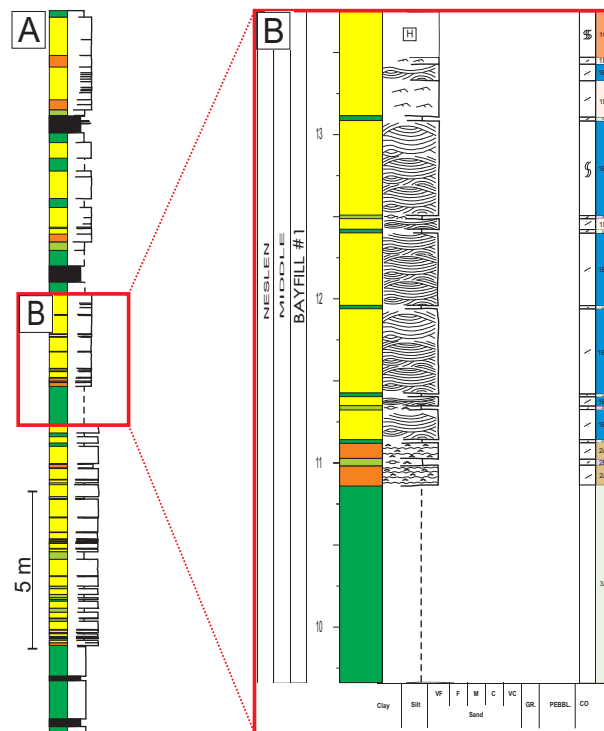 A
B
5 m
B
NESLEN
MIDDLE
BAYFILL #1
H
13
12
11
10
Clay
Silt
VF
F
M
C
VC
Sand
GR.
PEBBL.
CO